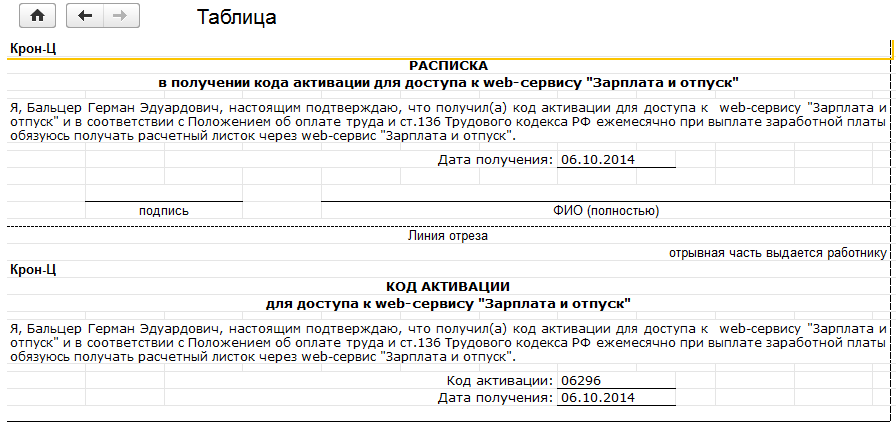 Таблица
Крон-Ц
РАСПИСКА
в получении кода активации для доступа к web-сервису "Зарплата и отпуск"
Я, Бальцер Герман Эдуардович, настоящим подтверждаю, что получил(а) код активации для доступа к web-сервису "Зарплата и
отпуск" и в соответствии с Положением об оплате труда и ст.136 Трудового кодекса РФ ежемесячно при выплате заработной платы
обязуюсь получать расчетный листок через web-сервис "Зарплата и отпуск".
Дата получения: 06.10.2014
подпись ФИО (полностью)
Линия отреза
отрывная часть выдается работнику
Крон-Ц
КОД АКТИВАЦИИ
для доступа к web-сервису "Зарплата и отпуск"
Я, Бальцер Герман Эдуардович, настоящим подтверждаю, что получил(а) код активации для доступа к web-сервису "Зарплата и
отпуск" и в соответствии с Положением об оплате труда и ст.136 Трудового кодекса РФ ежемесячно при выплате заработной платы
обязуюсь получать расчетный листок через web-сервис "Зарплата и отпуск".
Код активации: 06296
Дата получения: 06.10.2014